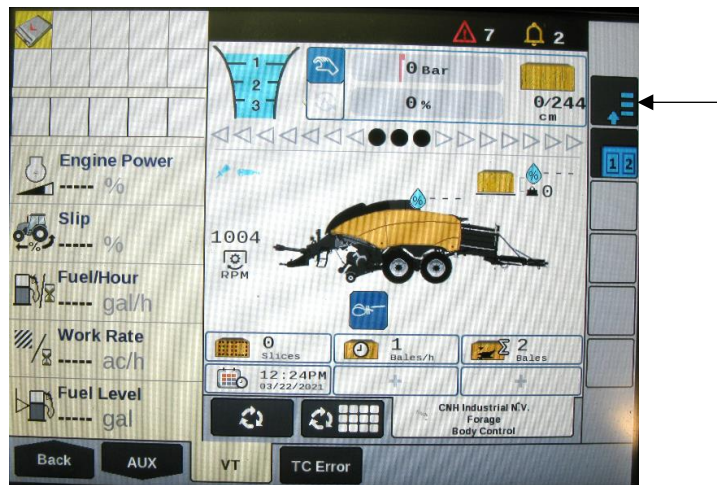 7
2
1
2
3
0 Bar
0 %
0/244
cm
1 2
Engine Power
----- %
Slip
----- %
Fuel/Hour
----- gal/h
Work Rate
----- ac/h
Fuel Level
----- gal
%
---
% ---
0
1004
RPM
0
Slices
1
Bales/h
Σ 2
Bales
12:24PM
03/22/2021
+
+
CNH Industrial N.V.
Forage
Body Control
Back
AUX
VT
TC Error